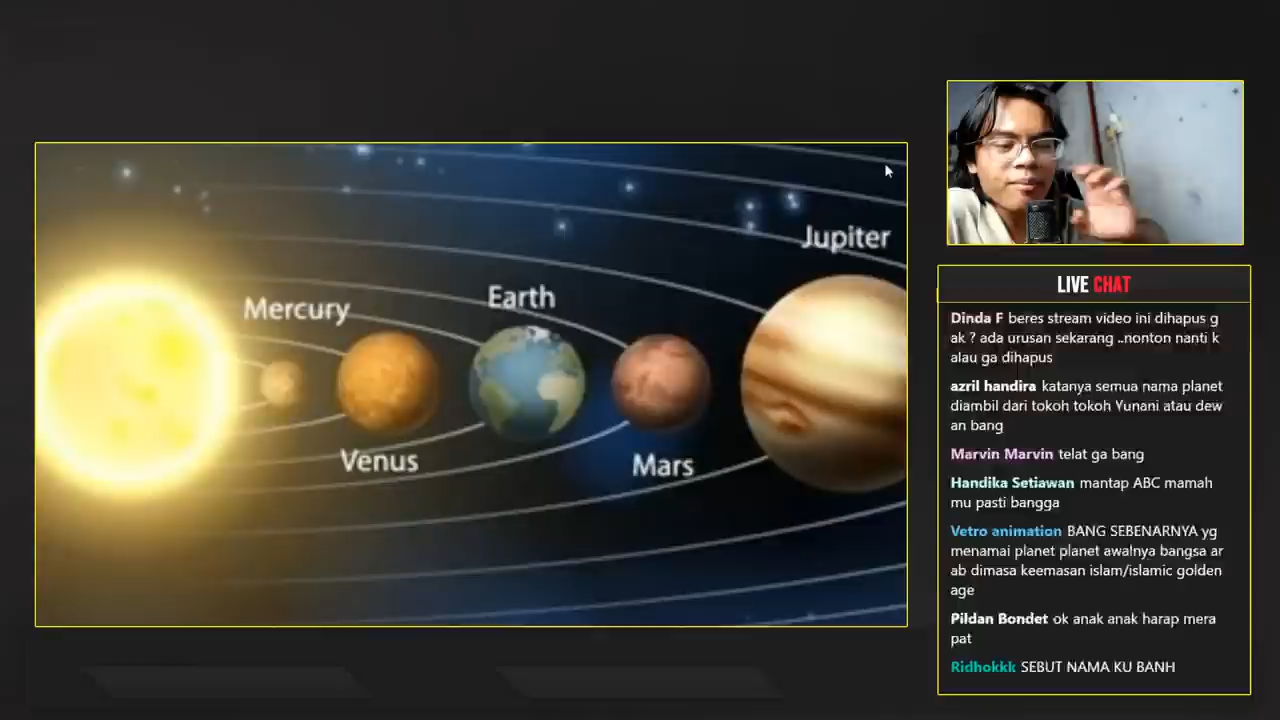 Jupiter
Mercury
Earth
Venus
Mars
LIVE CHAT
Dinda F beres stream video ini dihapus g
ak ? ada urusan sekarang ..nonton nanti k
alau ga dihapus
azril handira katanya semua nama planet
diambil dari tokoh tokoh Yunani atau dew
an bang
Marvin Marvin telat ga bang
Handika Setiawan mantap ABC mamah
mu pasti bangga
Vetro animation BANG SEBENARNYA yg
menamai planet planet awalnya bangsa ar
ab dimasa keemasan islam/islamic golden
age
Pildan Bondet ok anak anak harap mera
pat
Ridhokkk SEBUT NAMA KU BANH